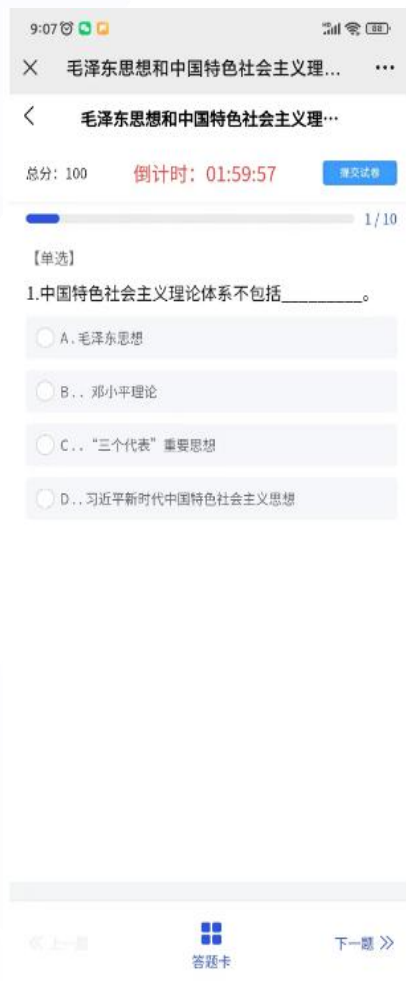 9:07
毛泽东思想和中国特色社会主义理...
毛泽东思想和中国特色社会主义理…
总分：100 倒计时：01:59:57 提交试卷
1/10
【单选】
1.中国特色社会主义理论体系不包括_________。
A.毛泽东思想
B..邓小平理论
C..“三个代表”重要思想
D..习近平新时代中国特色社会主义思想
上一题 答题卡 下一题